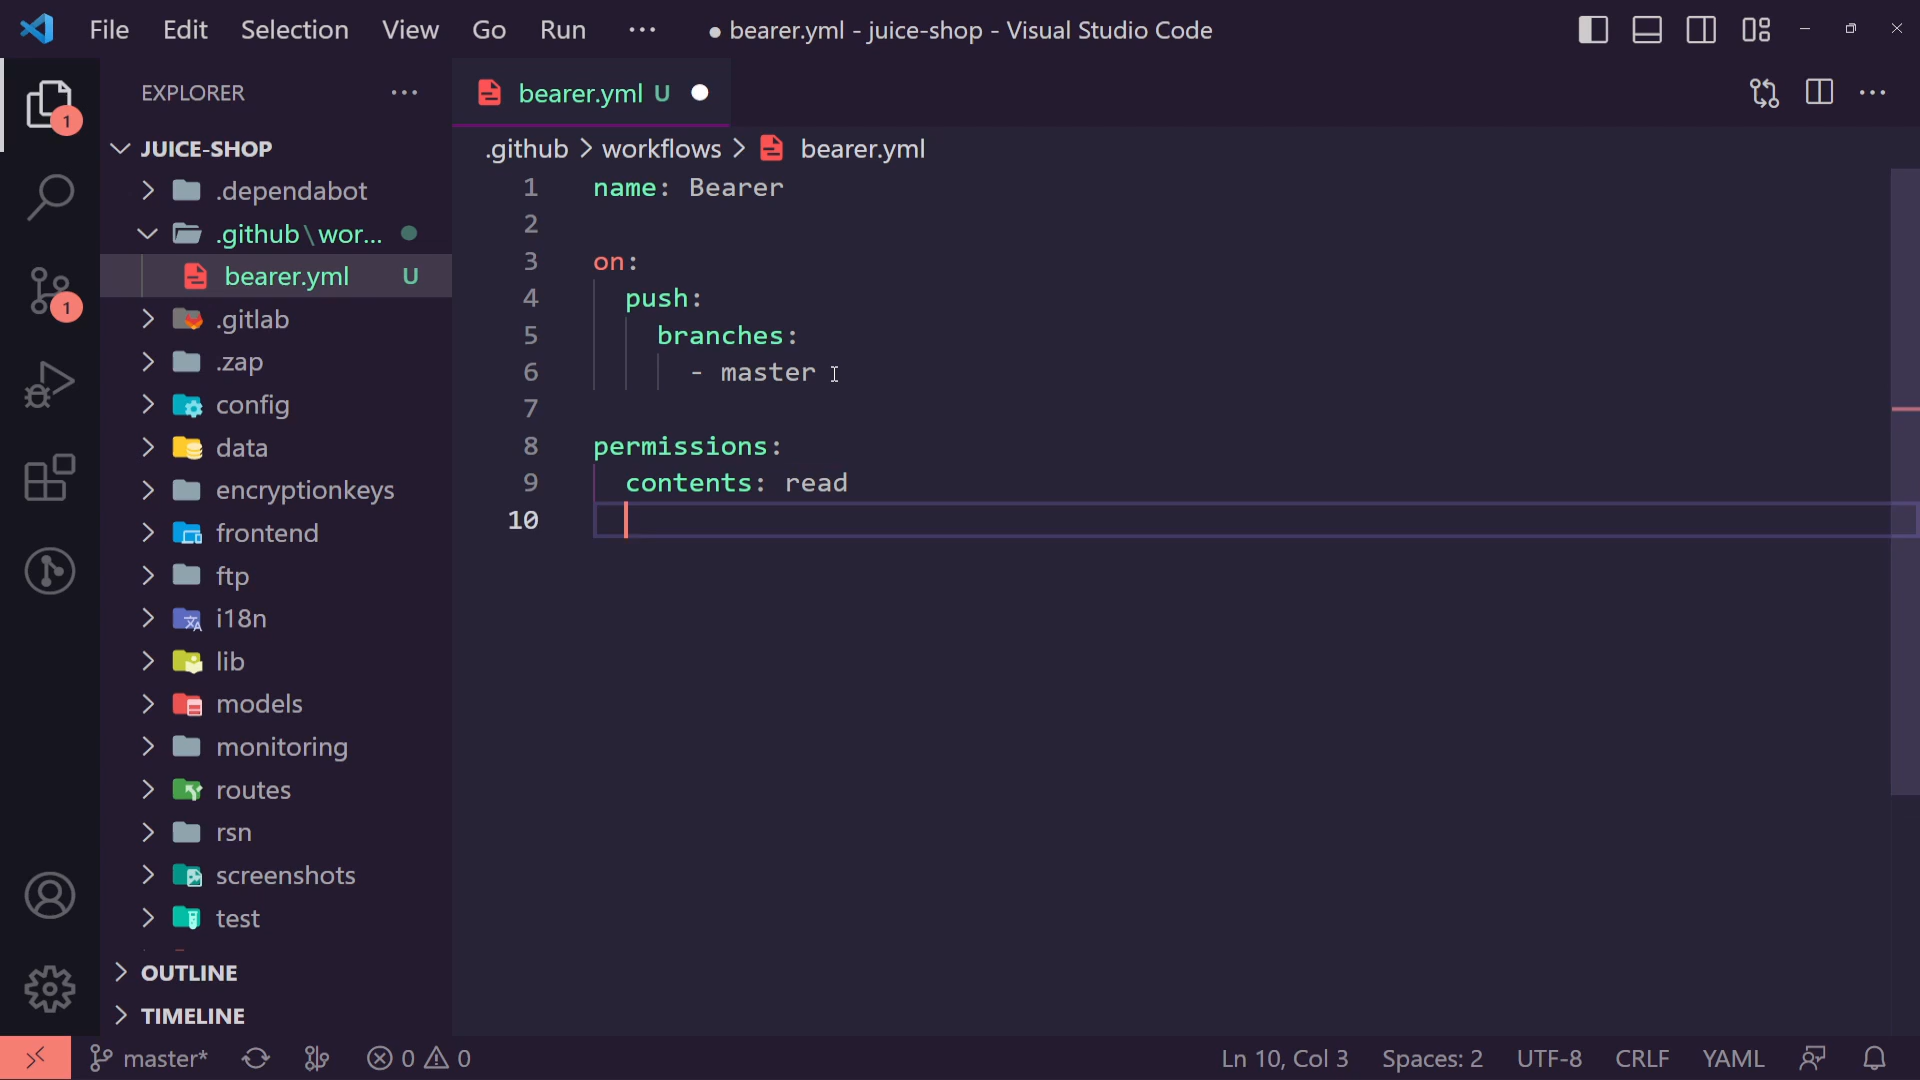 File Edit Selection View Go Run ··· ● bearer.yml - juice-shop - Visual Studio Code
EXPLORER ···
bearer.yml U
JUICE-SHOP
.github > workflows > bearer.yml
.dependabot
.github\wor...
bearer.yml U
.gitlab
.zap
config
data
encryptionkeys
frontend
ftp
i18n
lib
models
monitoring
routes
rsn
screenshots
test
OUTLINE
TIMELINE
1
1
1 name: Bearer
2
3 on:
4 push:
5 branches:
6 - master
7
8 permissions:
9 contents: read
10
master* 0 0 Ln 10, Col 3 Spaces: 2 UTF-8 CRLF YAML